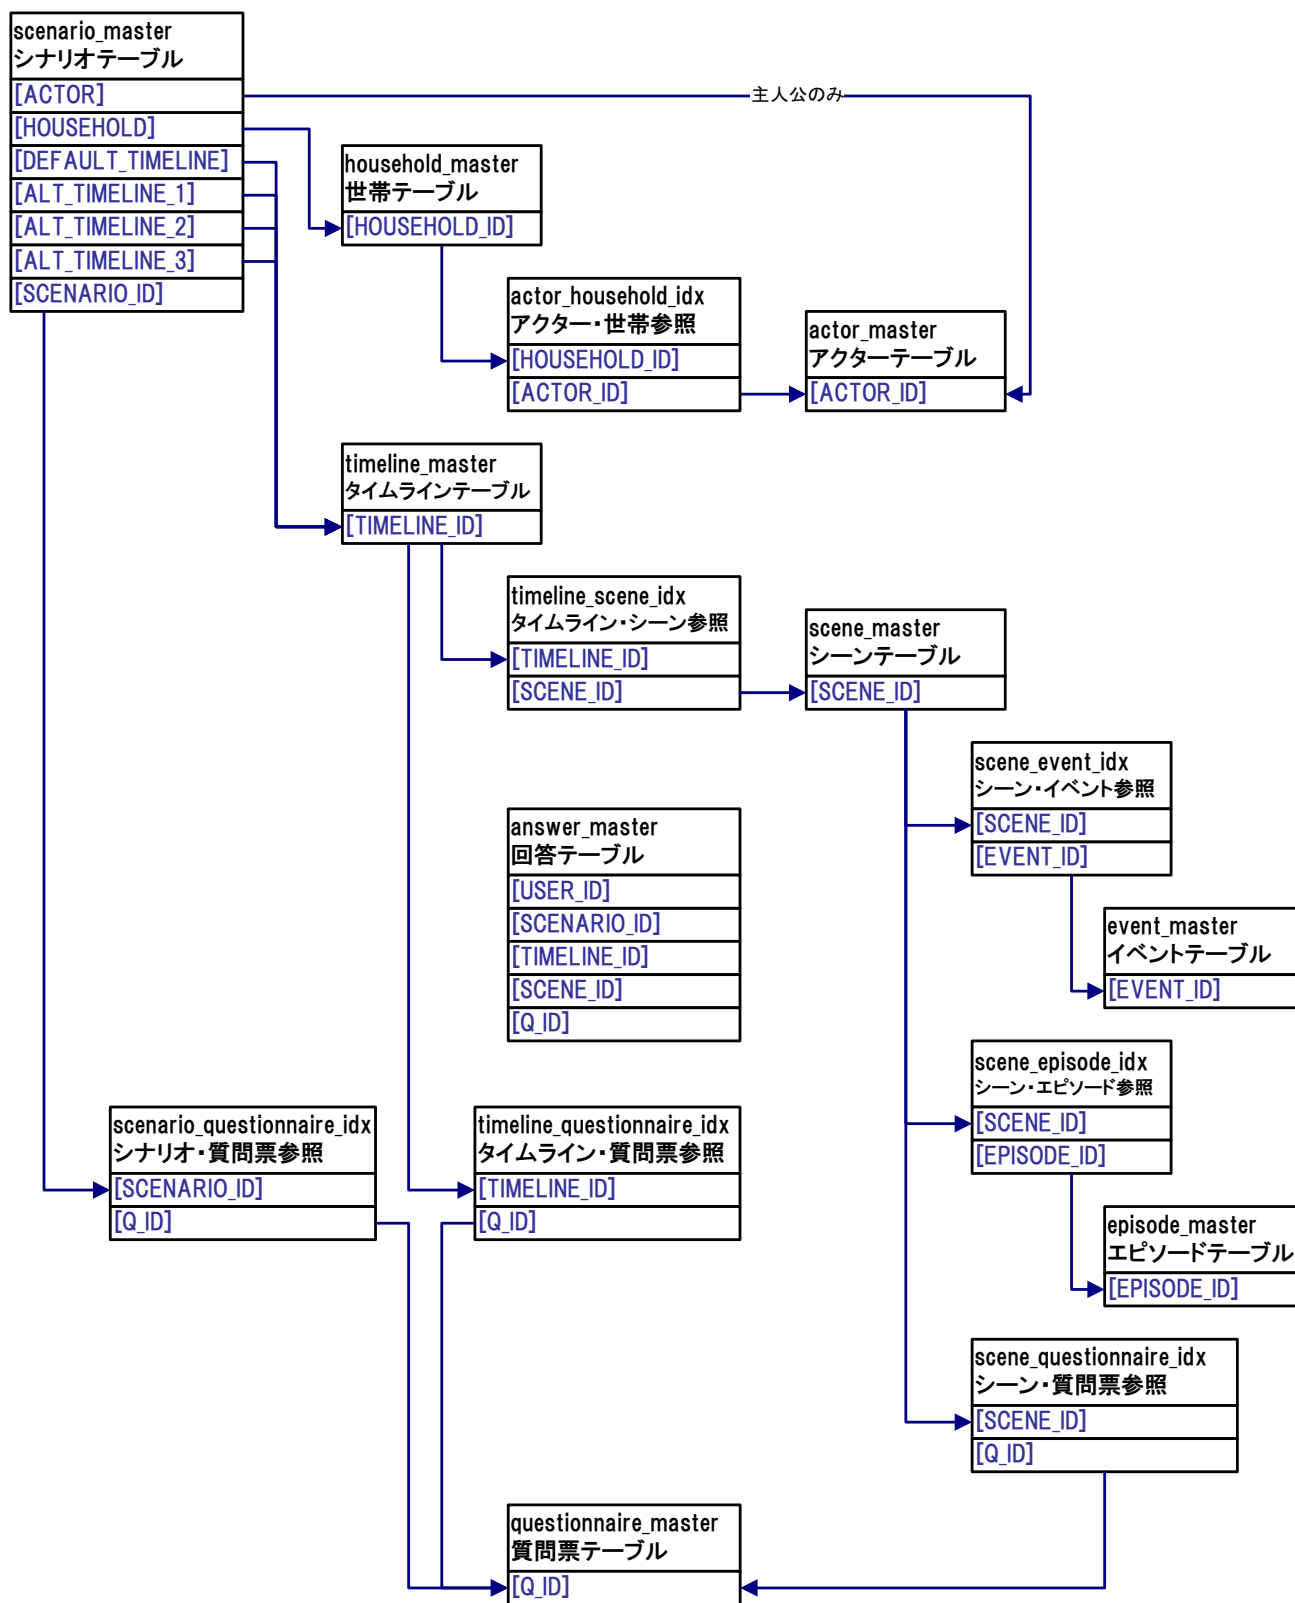 scenario_master
シナリオテーブル
[ACTOR]
[HOUSEHOLD]
[DEFAULT_TIMELINE]
[ALT_TIMELINE_1]
[ALT_TIMELINE_2]
[ALT_TIMELINE_3]
[SCENARIO_ID]
主人公のみ
household_master
世帯テーブル
[HOUSEHOLD_ID]
actor_household_idx
アクター・世帯参照
[HOUSEHOLD_ID]
[ACTOR_ID]
actor_master
アクターテーブル
[ACTOR_ID]
timeline_master
タイムラインテーブル
[TIMELINE_ID]
timeline_scene_idx
タイムライン・シーン参照
[TIMELINE_ID]
[SCENE_ID]
scene_master
シーンテーブル
[SCENE_ID]
scene_event_idx
シーン・イベント参照
[SCENE_ID]
[EVENT_ID]
answer_master
回答テーブル
[USER_ID]
[SCENARIO_ID]
[TIMELINE_ID]
[SCENE_ID]
[Q_ID]
event_master
イベントテーブル
[EVENT_ID]
scene_episode_idx
シーン・エピソード参照
[SCENE_ID]
[EPISODE_ID]
scenario_questionnaire_idx
シナリオ・質問票参照
[SCENARIO_ID]
[Q_ID]
timeline_questionnaire_idx
タイムライン・質問票参照
[TIMELINE_ID]
[Q_ID]
episode_master
エピソードテーブル
[EPISODE_ID]
scene_questionnaire_idx
シーン・質問票参照
[SCENE_ID]
[Q_ID]
questionnaire_master
質問票テーブル
[Q_ID]